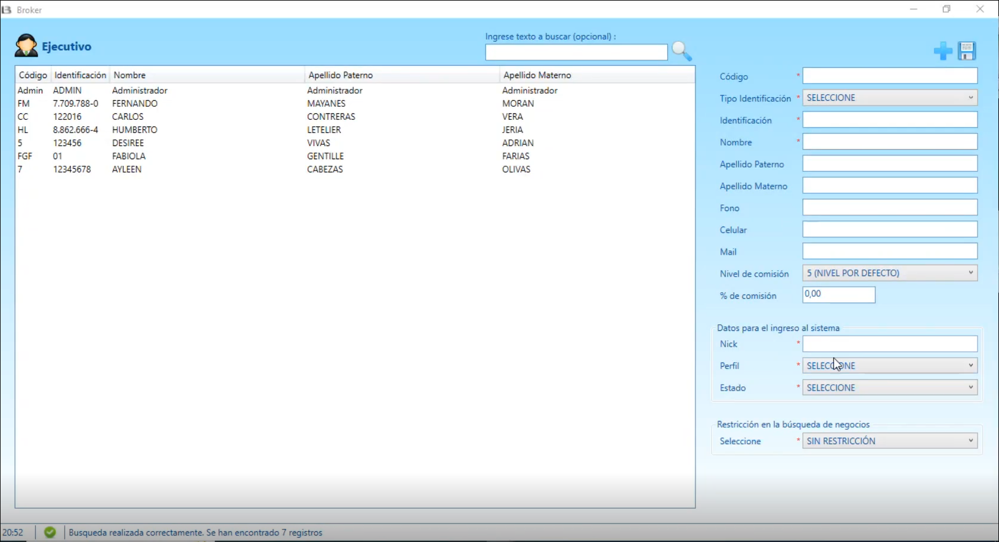 Broker
Ejecutivo
Ingrese texto a buscar (opcional) :
Código Identificación Nombre Apellido Paterno Apellido Materno
Admin ADMIN Administrador Administrador Administrador
FM 7.709.788-0 FERNANDO MAYANES MORAN
CC 122016 CARLOS CONTRERAS VERA
HL 8.862.666-4 HUMBERTO LETELIER JERIA
5 123456 DESIREE VIVAS ADRIAN
FGF 01 FABIOLA GENTILLE FARIAS
7 12345678 AYLEEN CABEZAS OLIVAS
Código *
Tipo Identificación * SELECCIONE
Identificación *
Nombre *
Apellido Paterno
Apellido Materno
Fono
Celular
Mail
Nivel de comisión 5 (NIVEL POR DEFECTO)
% de comisión 0,00
Datos para el ingreso al sistema
Nick *
Perfil * SELECCIONE
Estado * SELECCIONE
Restricción en la búsqueda de negocios
Seleccione * SIN RESTRICCIÓN
20:52 Busqueda realizada correctamente. Se han encontrado 7 registros